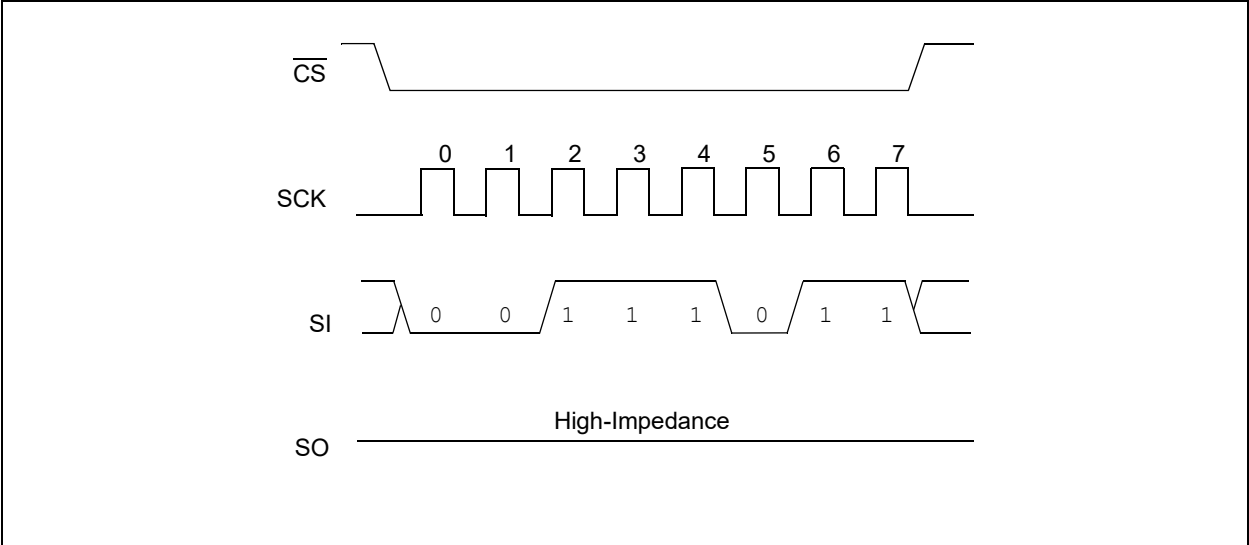 C̅S̅
0 1 2 3 4 5 6 7
SCK
SI 0 0 1 1 1 0 1 1
High-Impedance
SO